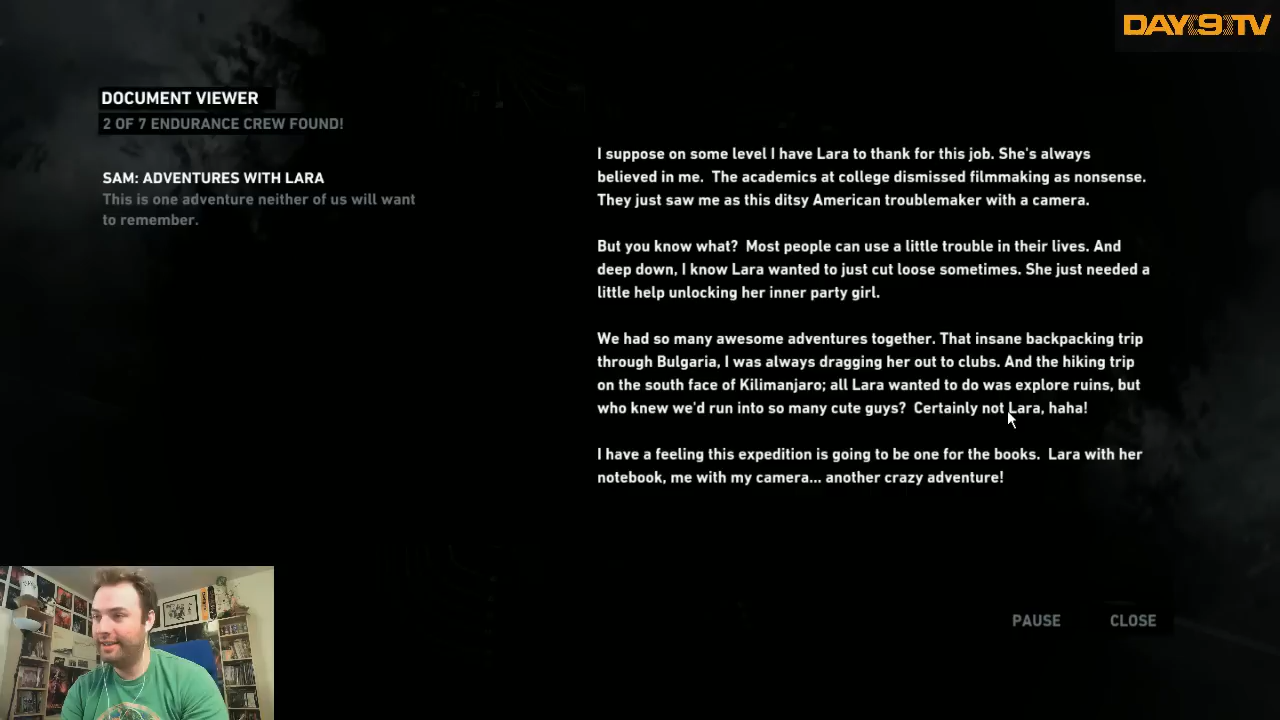 DAY[9]TV
DOCUMENT VIEWER
2 OF 7 ENDURANCE CREW FOUND!
SAM: ADVENTURES WITH LARA
This is one adventure neither of us will want
to remember.
I suppose on some level I have Lara to thank for this job. She's always
believed in me.  The academics at college dismissed filmmaking as nonsense.
They just saw me as this ditsy American troublemaker with a camera.
But you know what?  Most people can use a little trouble in their lives. And
deep down, I know Lara wanted to just cut loose sometimes. She just needed a
little help unlocking her inner party girl.
We had so many awesome adventures together. That insane backpacking trip
through Bulgaria, I was always dragging her out to clubs. And the hiking trip
on the south face of Kilimanjaro; all Lara wanted to do was explore ruins, but
who knew we'd run into so many cute guys?  Certainly not Lara, haha!
I have a feeling this expedition is going to be one for the books.  Lara with her
notebook, me with my camera... another crazy adventure!
PAUSE CLOSE